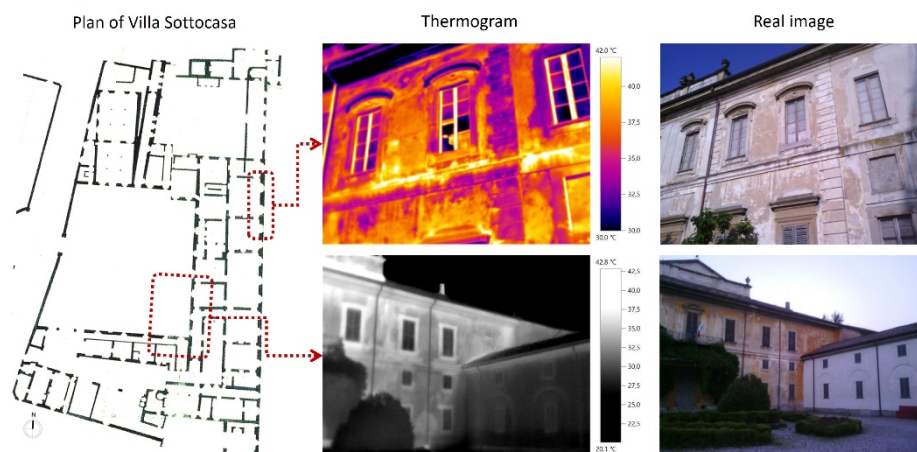 Plan of Villa Sottocasa
Thermogram
Real image
42,0 °C
40,0
37,5
35,0
32,5
30,0
30,0 °C
42,8 °C
42,5
40,0
37,5
35,0
32,5
30,0
27,5
25,0
22,5
20,1 °C
N